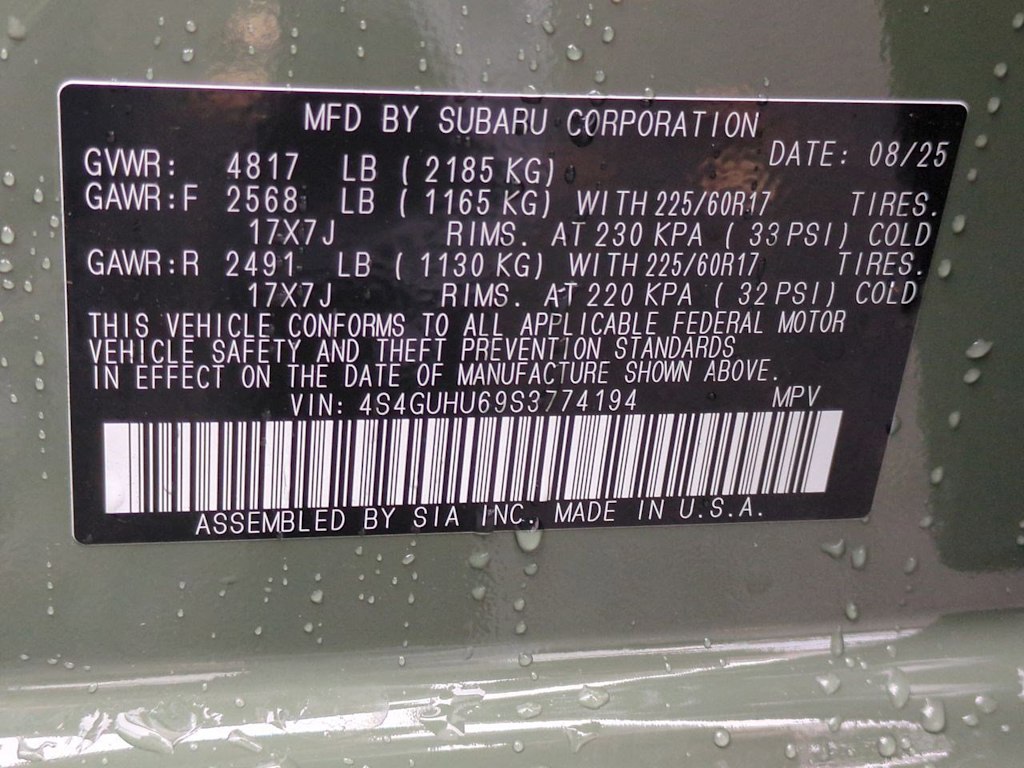 MFD BY SUBARU CORPORATION
DATE: 08/25
GVWR: 4817 LB ( 2185 KG)
GAWR:F 2568 LB ( 1165 KG) WITH 225/60R17 TIRES.
17X7J RIMS. AT 230 KPA ( 33 PSI) COLD
GAWR:R 2491 LB ( 1130 KG) WITH 225/60R17 TIRES.
17X7J RIMS. AT 220 KPA ( 32 PSI) COLD
THIS VEHICLE CONFORMS TO ALL APPLICABLE FEDERAL MOTOR
VEHICLE SAFETY AND THEFT PREVENTION STANDARDS
IN EFFECT ON THE DATE OF MANUFACTURE SHOWN ABOVE.
VIN: 4S4GUHU69S3774194 MPV
ASSEMBLED BY SIA INC. MADE IN U.S.A.